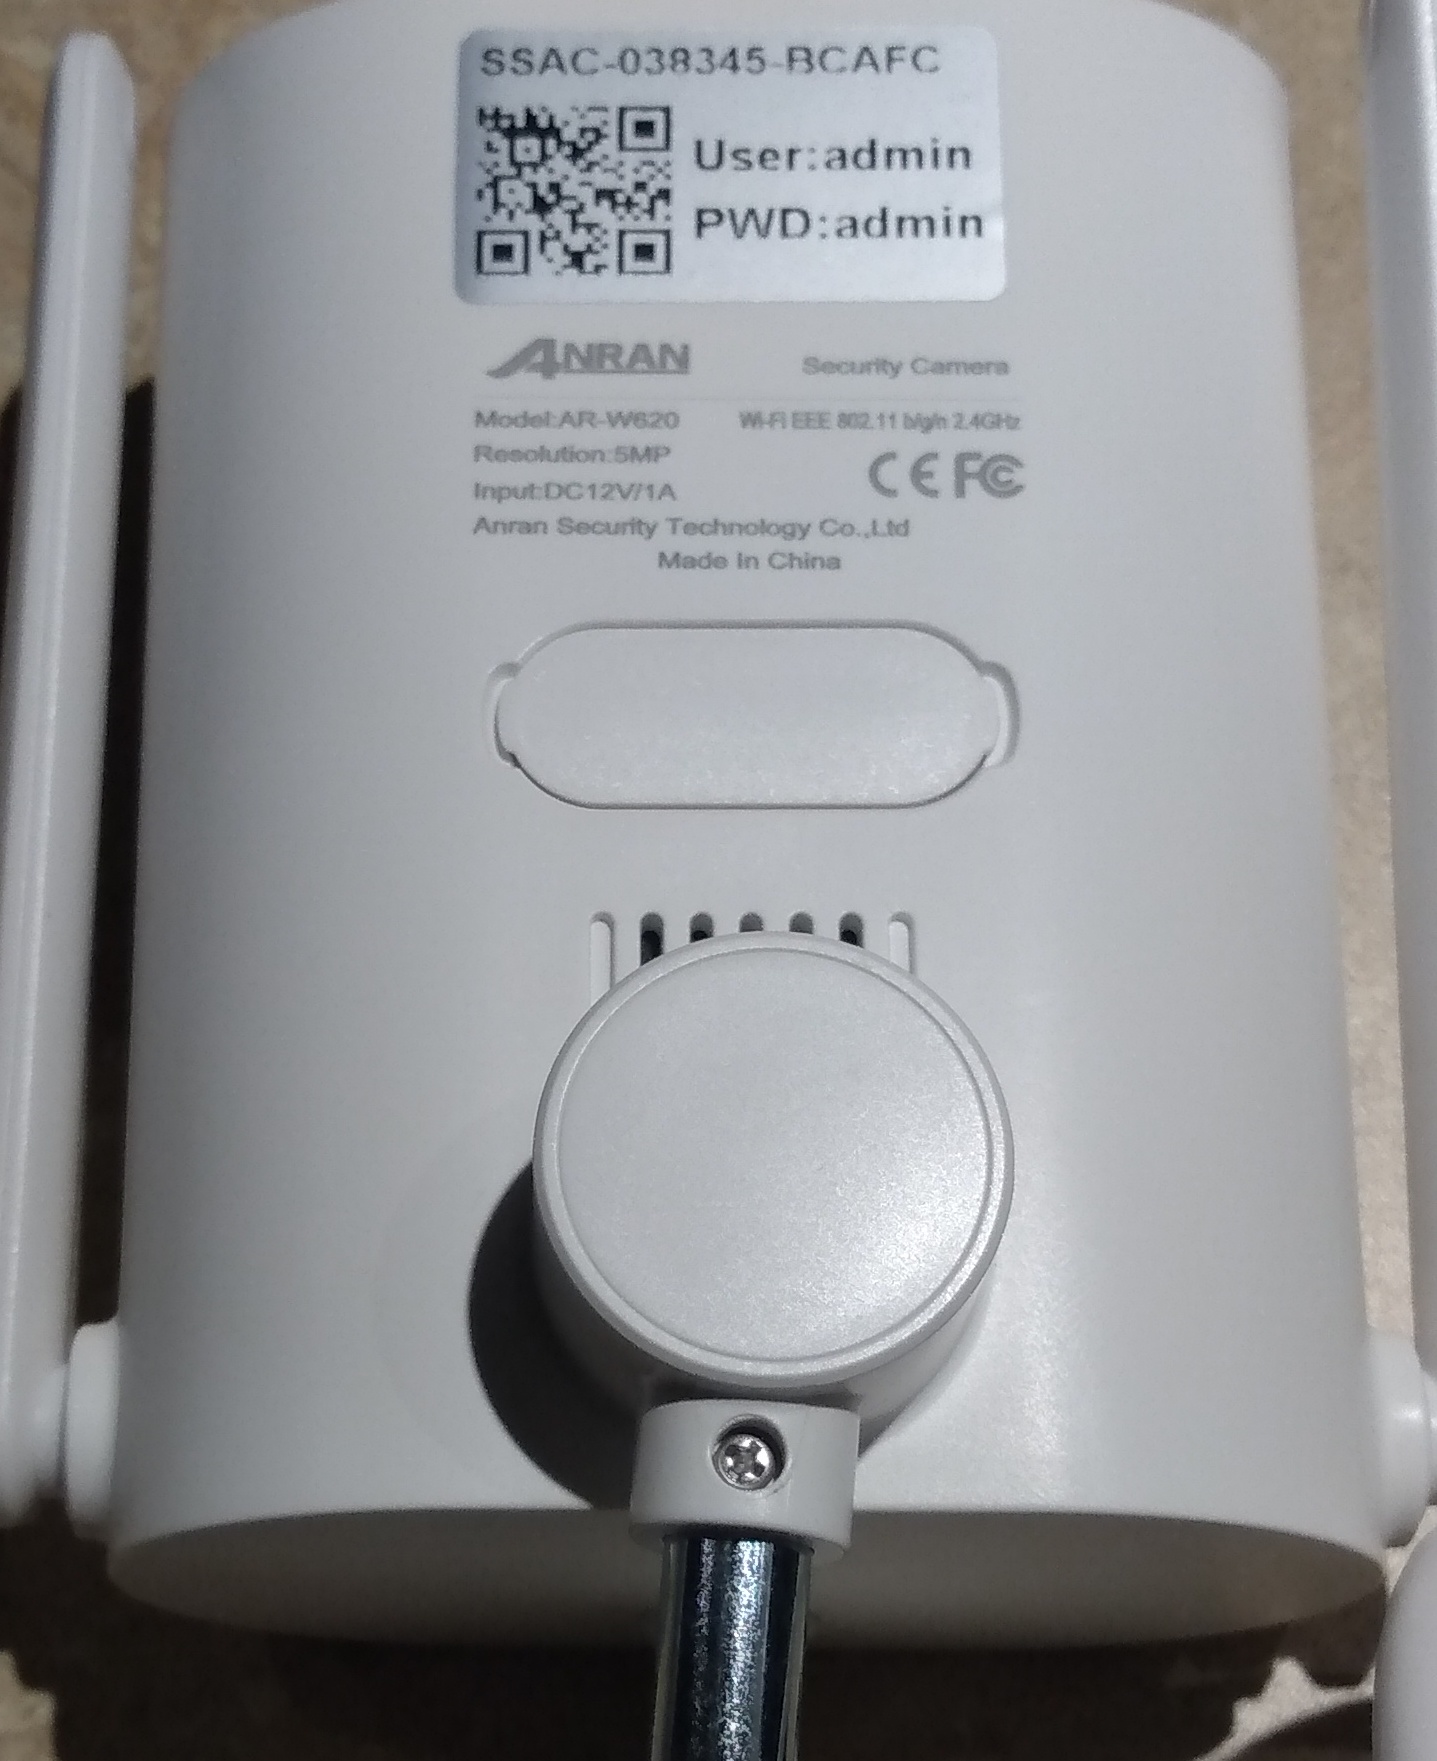 SSAC-038345-BCAFC
User:admin
PWD:admin
ANRAN Security Camera
Model:AR-W620 Wi-Fi EEE 802.11 b/g/n 2.4GHz
Resolution:5MP
Input:DC12V/1A CE FC
Anran Security Technology Co.,Ltd
Made In China